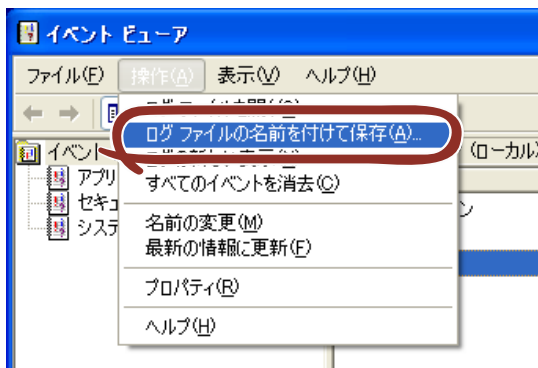 イベント ビューア
ファイル(F) 操作(A) 表示(V) ヘルプ(H)
ログ ファイルの名前を付けて保存(A)...
すべてのイベントを消去(C)
名前の変更(M)
最新の情報に更新(F)
プロパティ(R)
ヘルプ(H)
イベント
アプリ
セキュ
システ
(ローカル)
ン